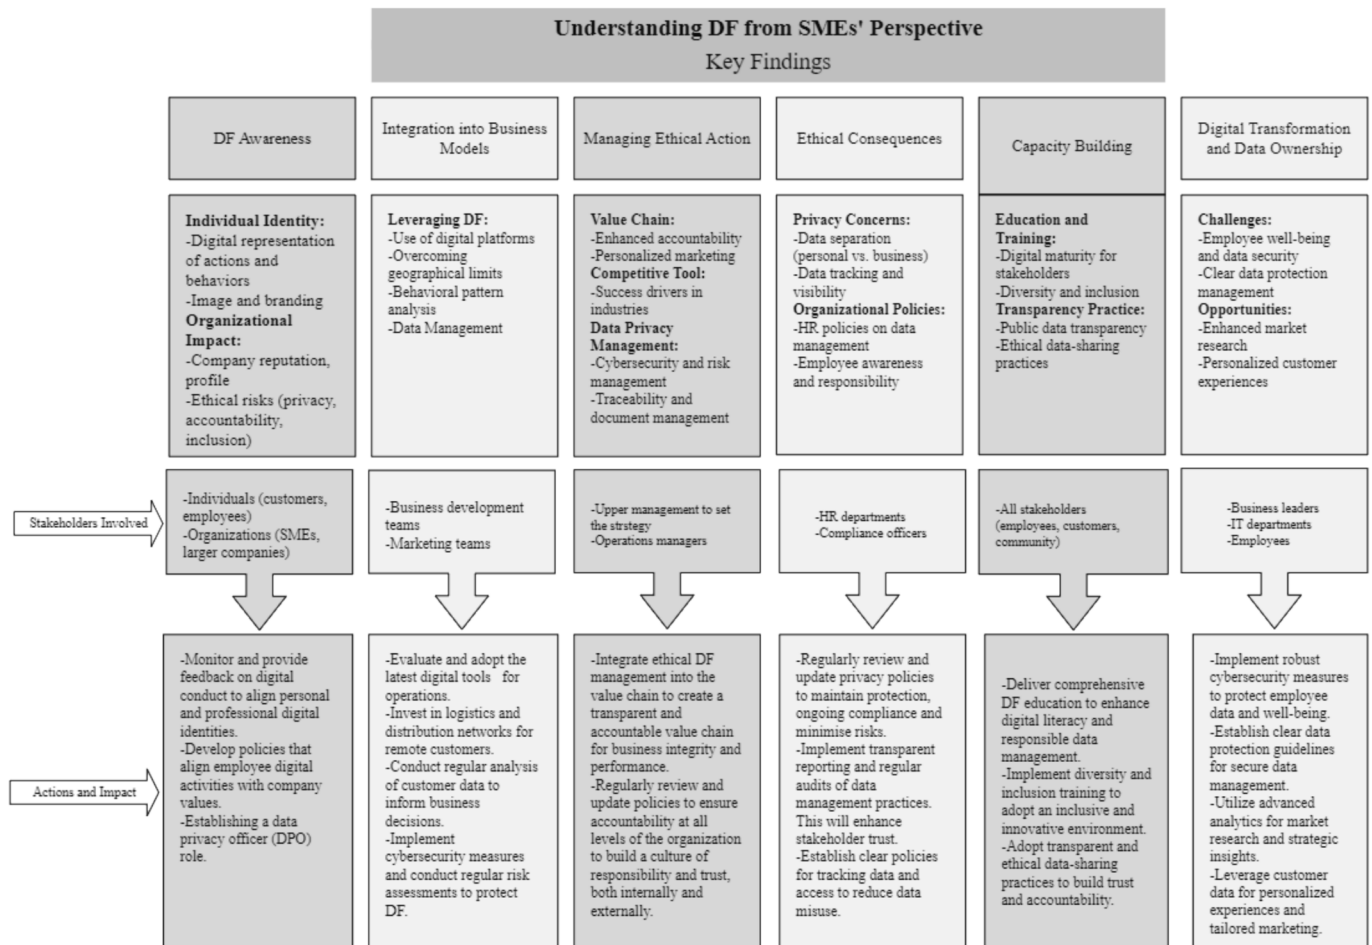 Understanding DF from SMEs' Perspective
Key Findings
DF Awareness
Integration into Business
Models
Managing Ethical Action
Ethical Consequences
Capacity Building
Digital Transformation
and Data Ownership
Individual Identity:
-Digital representation
of actions and
behaviors
-Image and branding
Organizational
Impact:
-Company reputation,
profile
-Ethical risks (privacy,
accountability,
inclusion)
Leveraging DF:
-Use of digital platforms
-Overcoming
geographical limits
-Behavioral pattern
analysis
-Data Management
Value Chain:
-Enhanced accountability
-Personalized marketing
Competitive Tool:
-Success drivers in
industries
Data Privacy
Management:
-Cybersecurity and risk
management
-Traceability and
document management
Privacy Concerns:
-Data separation
(personal vs. business)
-Data tracking and
visibility
Organizational Policies:
-HR policies on data
management
-Employee awareness
and responsibility
Education and
Training:
-Digital maturity for
stakeholders
-Diversity and inclusion
Transparency Practice:
-Public data transparency
-Ethical data-sharing
practices
Challenges:
-Employee well-being
and data security
-Clear data protection
management
Opportunities:
-Enhanced market
research
-Personalized customer
experiences
Stakeholders Involved
-Individuals (customers,
employees)
-Organizations (SMEs,
larger companies)
-Business development
teams
-Marketing teams
-Upper management to set
the strstegy
-Operations managers
-HR departments
-Compliance officers
-All stakeholders
(employees, customers,
community)
-Business leaders
-IT departments
-Employees
Actions and Impact
-Monitor and provide
feedback on digital
conduct to align personal
and professional digital
identities.
-Develop policies that
align employee digital
activities with company
values.
-Establishing a data
privacy officer (DPO)
role.
-Evaluate and adopt the
latest digital tools for
operations.
-Invest in logistics and
distribution networks for
remote customers.
-Conduct regular analysis
of customer data to
inform business
decisions.
-Implement
cybersecurity measures
and conduct regular risk
assessments to protect
DF.
-Integrate ethical DF
management into the
value chain to create a
transparent and
accountable value chain
for business integrity and
performance.
-Regularly review and
update policies to ensure
accountability at all
levels of the organization
to build a culture of
responsibility and trust,
both internally and
externally.
-Regularly review and
update privacy policies
to maintain protection,
ongoing compliance and
minimise risks.
-Implement transparent
reporting and regular
audits of data
management practices.
This will enhance
stakeholder trust.
-Establish clear policies
for tracking data and
access to reduce data
misuse.
-Deliver comprehensive
DF education to enhance
digital literacy and
responsible data
management.
-Implement diversity and
inclusion training to
adopt an inclusive and
innovative environment.
-Adopt transparent and
ethical data-sharing
practices to build trust
and accountability.
-Implement robust
cybersecurity measures
to protect employee
data and well-being.
-Establish clear data
protection guidelines
for secure data
management.
-Utilize advanced
analytics for market
research and strategic
insights.
-Leverage customer
data for personalized
experiences and
tailored marketing.